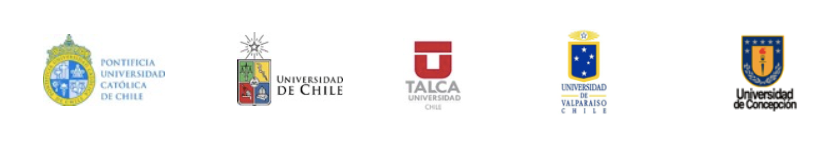 PONTIFICIA
UNIVERSIDAD
CATÓLICA
DE CHILE
UNIVERSIDAD
DE CHILE
TALCA
UNIVERSIDAD
CHILE
UNIVERSIDAD
DE
VALPARAISO
CHILE
Universidad
de Concepción